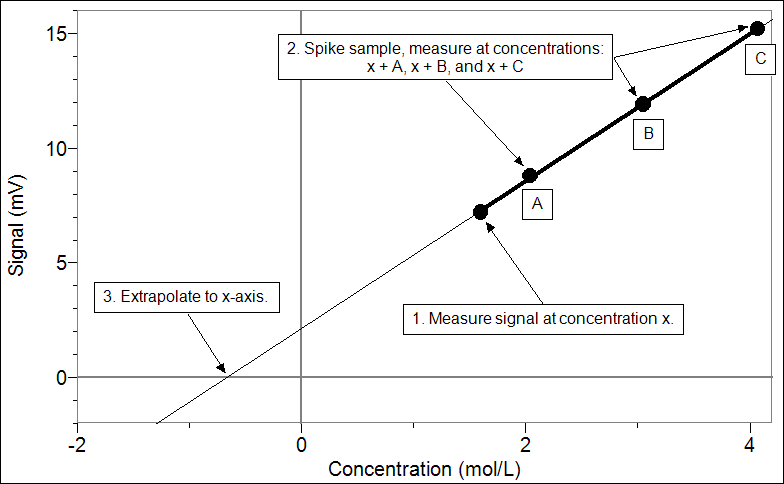 15
10
5
0
2. Spike sample, measure at concentrations:
x + A, x + B, and x + C
C
B
A
3. Extrapolate to x-axis.
1. Measure signal at concentration x.
Signal (mV)
-2 0 2 4
Concentration (mol/L)